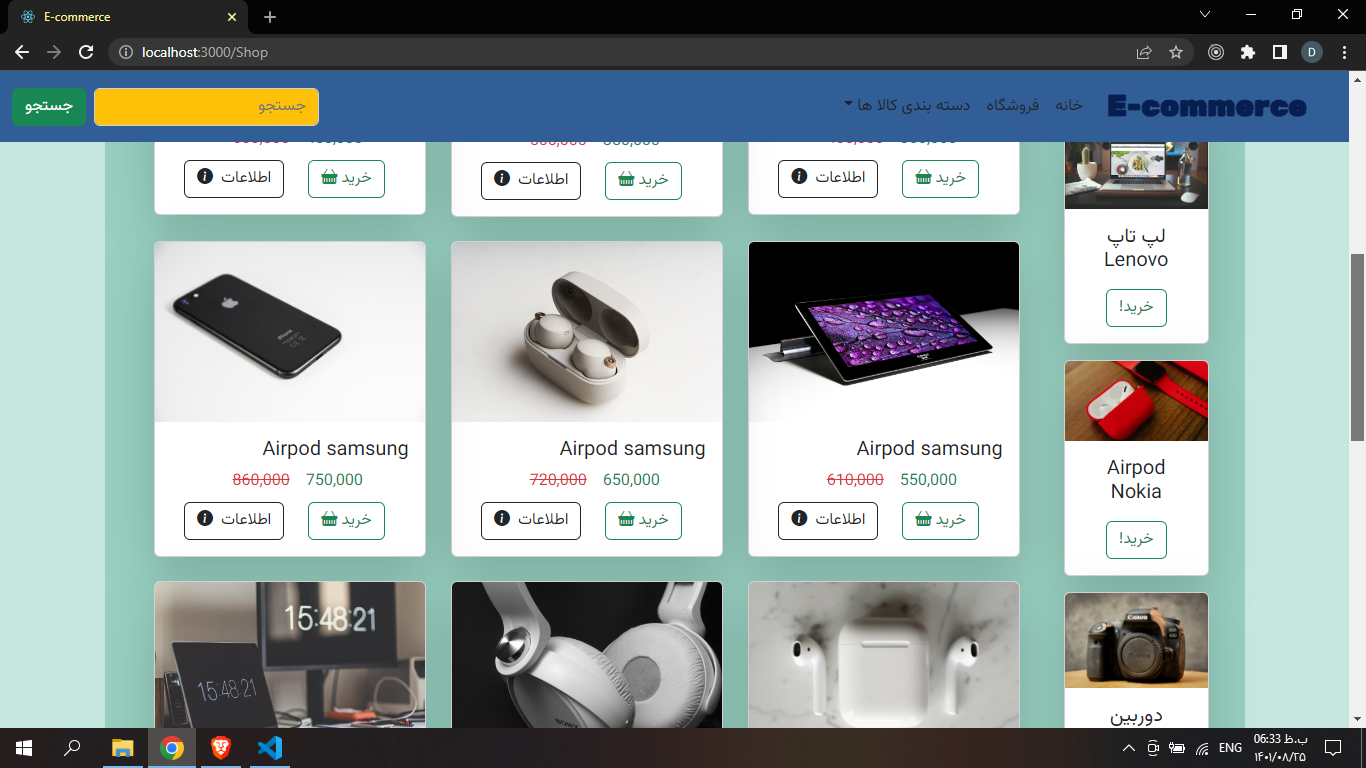 E-commerce
localhost:3000/Shop
D
E-commerce
خانه
فروشگاه
دسته بندی کالا ها
جستجو
جستجو
خرید
اطلاعات
خرید
اطلاعات
خرید
اطلاعات
Airpod samsung
610,000 550,000
خرید
اطلاعات
Airpod samsung
720,000 650,000
خرید
اطلاعات
iPhone
Airpod samsung
860,000 750,000
خرید
اطلاعات
15:48:21
15:48:21
SONY
لپ تاپ
Lenovo
خرید!
Airpod
Nokia
خرید!
Canon
دوربین
ENG
06:33 ب.ظ
۱۴۰۱/۰۸/۲۵